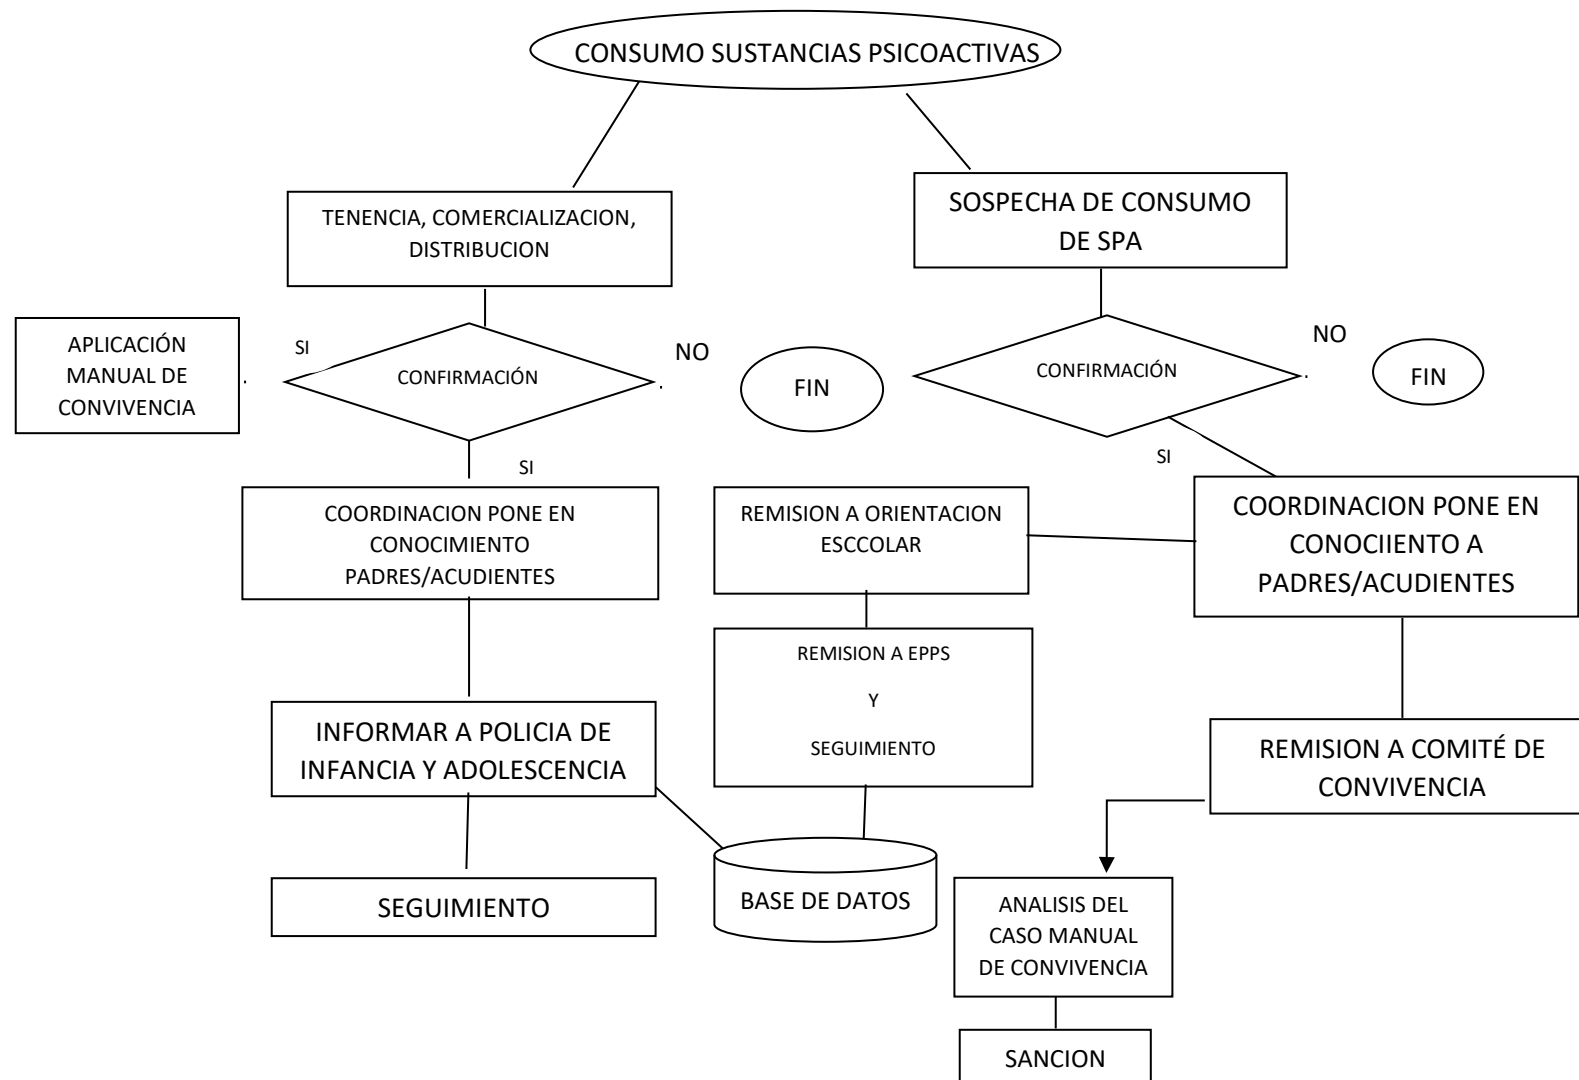 CONSUMO SUSTANCIAS PSICOACTIVAS
TENENCIA, COMERCIALIZACION,
DISTRIBUCION
SOSPECHA DE CONSUMO
DE SPA
APLICACIÓN
MANUAL DE
CONVIVENCIA
SI
CONFIRMACIÓN
NO
FIN
CONFIRMACIÓN
NO
FIN
SI
SI
COORDINACION PONE EN
CONOCIMIENTO
PADRES/ACUDIENTES
REMISION A ORIENTACION
ESCCOLAR
COORDINACION PONE EN
CONOCIIENTO A
PADRES/ACUDIENTES
REMISION A EPPS
Y
SEGUIMIENTO
INFORMAR A POLICIA DE
INFANCIA Y ADOLESCENCIA
REMISION A COMITÉ DE
CONVIVENCIA
SEGUIMIENTO
BASE DE DATOS
ANALISIS DEL
CASO MANUAL
DE CONVIVENCIA
SANCION